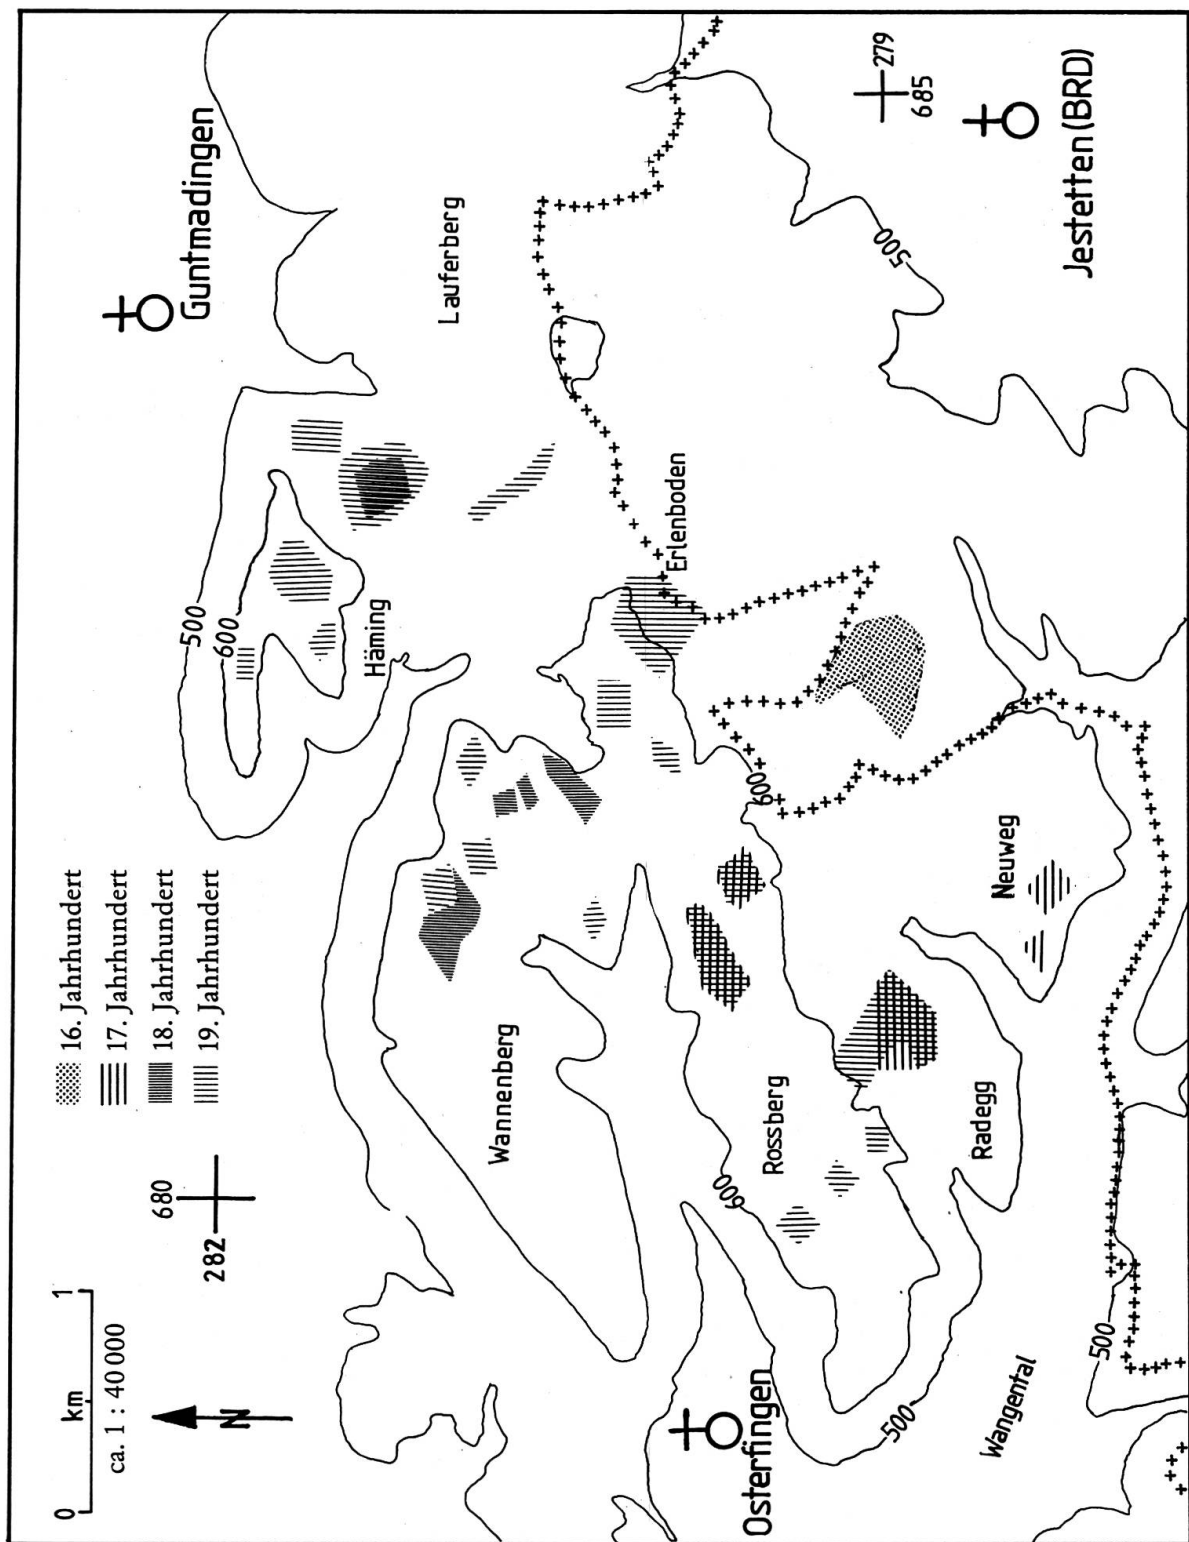 0 km 1
ca. 1 : 40 000
N
680
282
16. Jahrhundert
17. Jahrhundert
18. Jahrhundert
19. Jahrhundert
Guntmadingen
500
600
Häming
Lauferberg
Wannenberg
Erlenboden
279
685
Jestetten (BRD)
500
600
Osterfingen
Rossberg
600
Neuweg
Radegg
500
Wangental
500